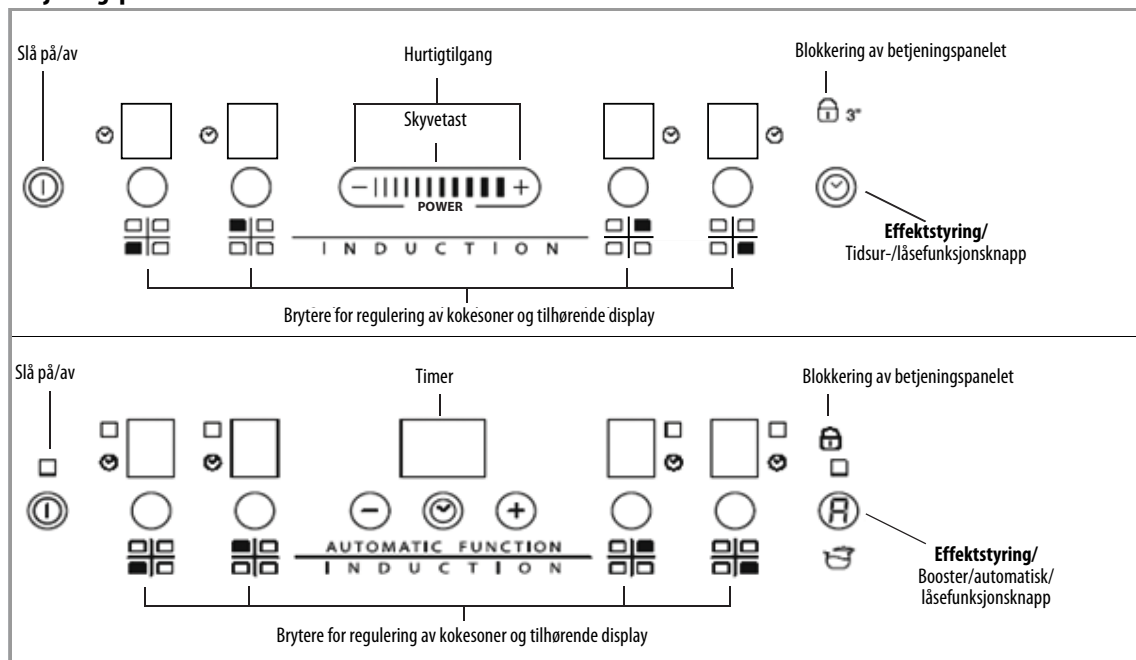 Slå på/av
Hurtigtilgang
Blokkering av betjeningspanelet
Skyvetast
3"
POWER
Effektstyring/
Tidsur-/låsefunksjonsknapp
INDUCTION
Brytere for regulering av kokesoner og tilhørende display
Slå på/av
Timer
Blokkering av betjeningspanelet
A
AUTOMATIC FUNCTION
INDUCTION
Effektstyring/
Booster/automatisk/
låsefunksjonsknapp
Brytere for regulering av kokesoner og tilhørende display